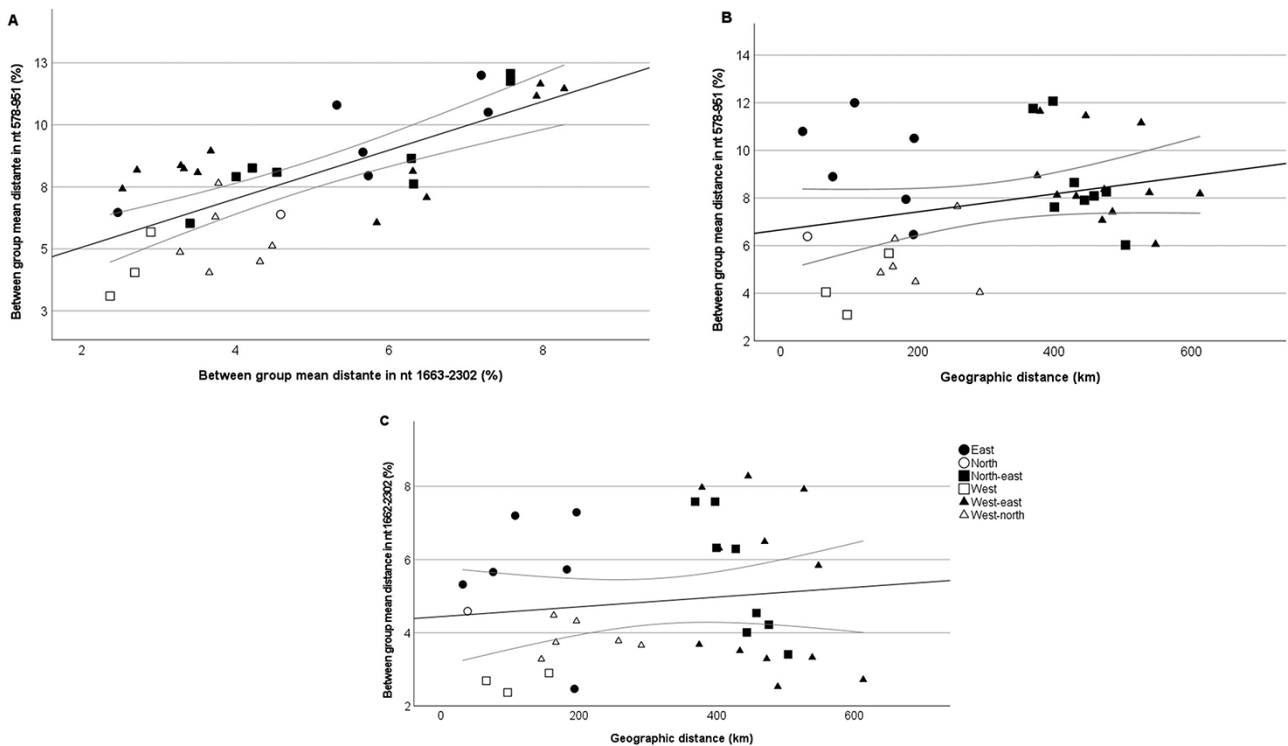 A
Between group mean distante in nt 578-951 (%)
13
10
8
5
3
2
4
6
8
Between group mean distante in nt 1663-2302 (%)
B
Between group mean distance in nt 578-951 (%)
14
12
10
8
6
4
2
0
200
400
600
Geographic distance (km)
C
Between group mean distance in nt 1662-2302 (%)
8
6
4
2
0
200
400
600
Geographic distance (km)
East
North
North-east
West
West-east
West-north